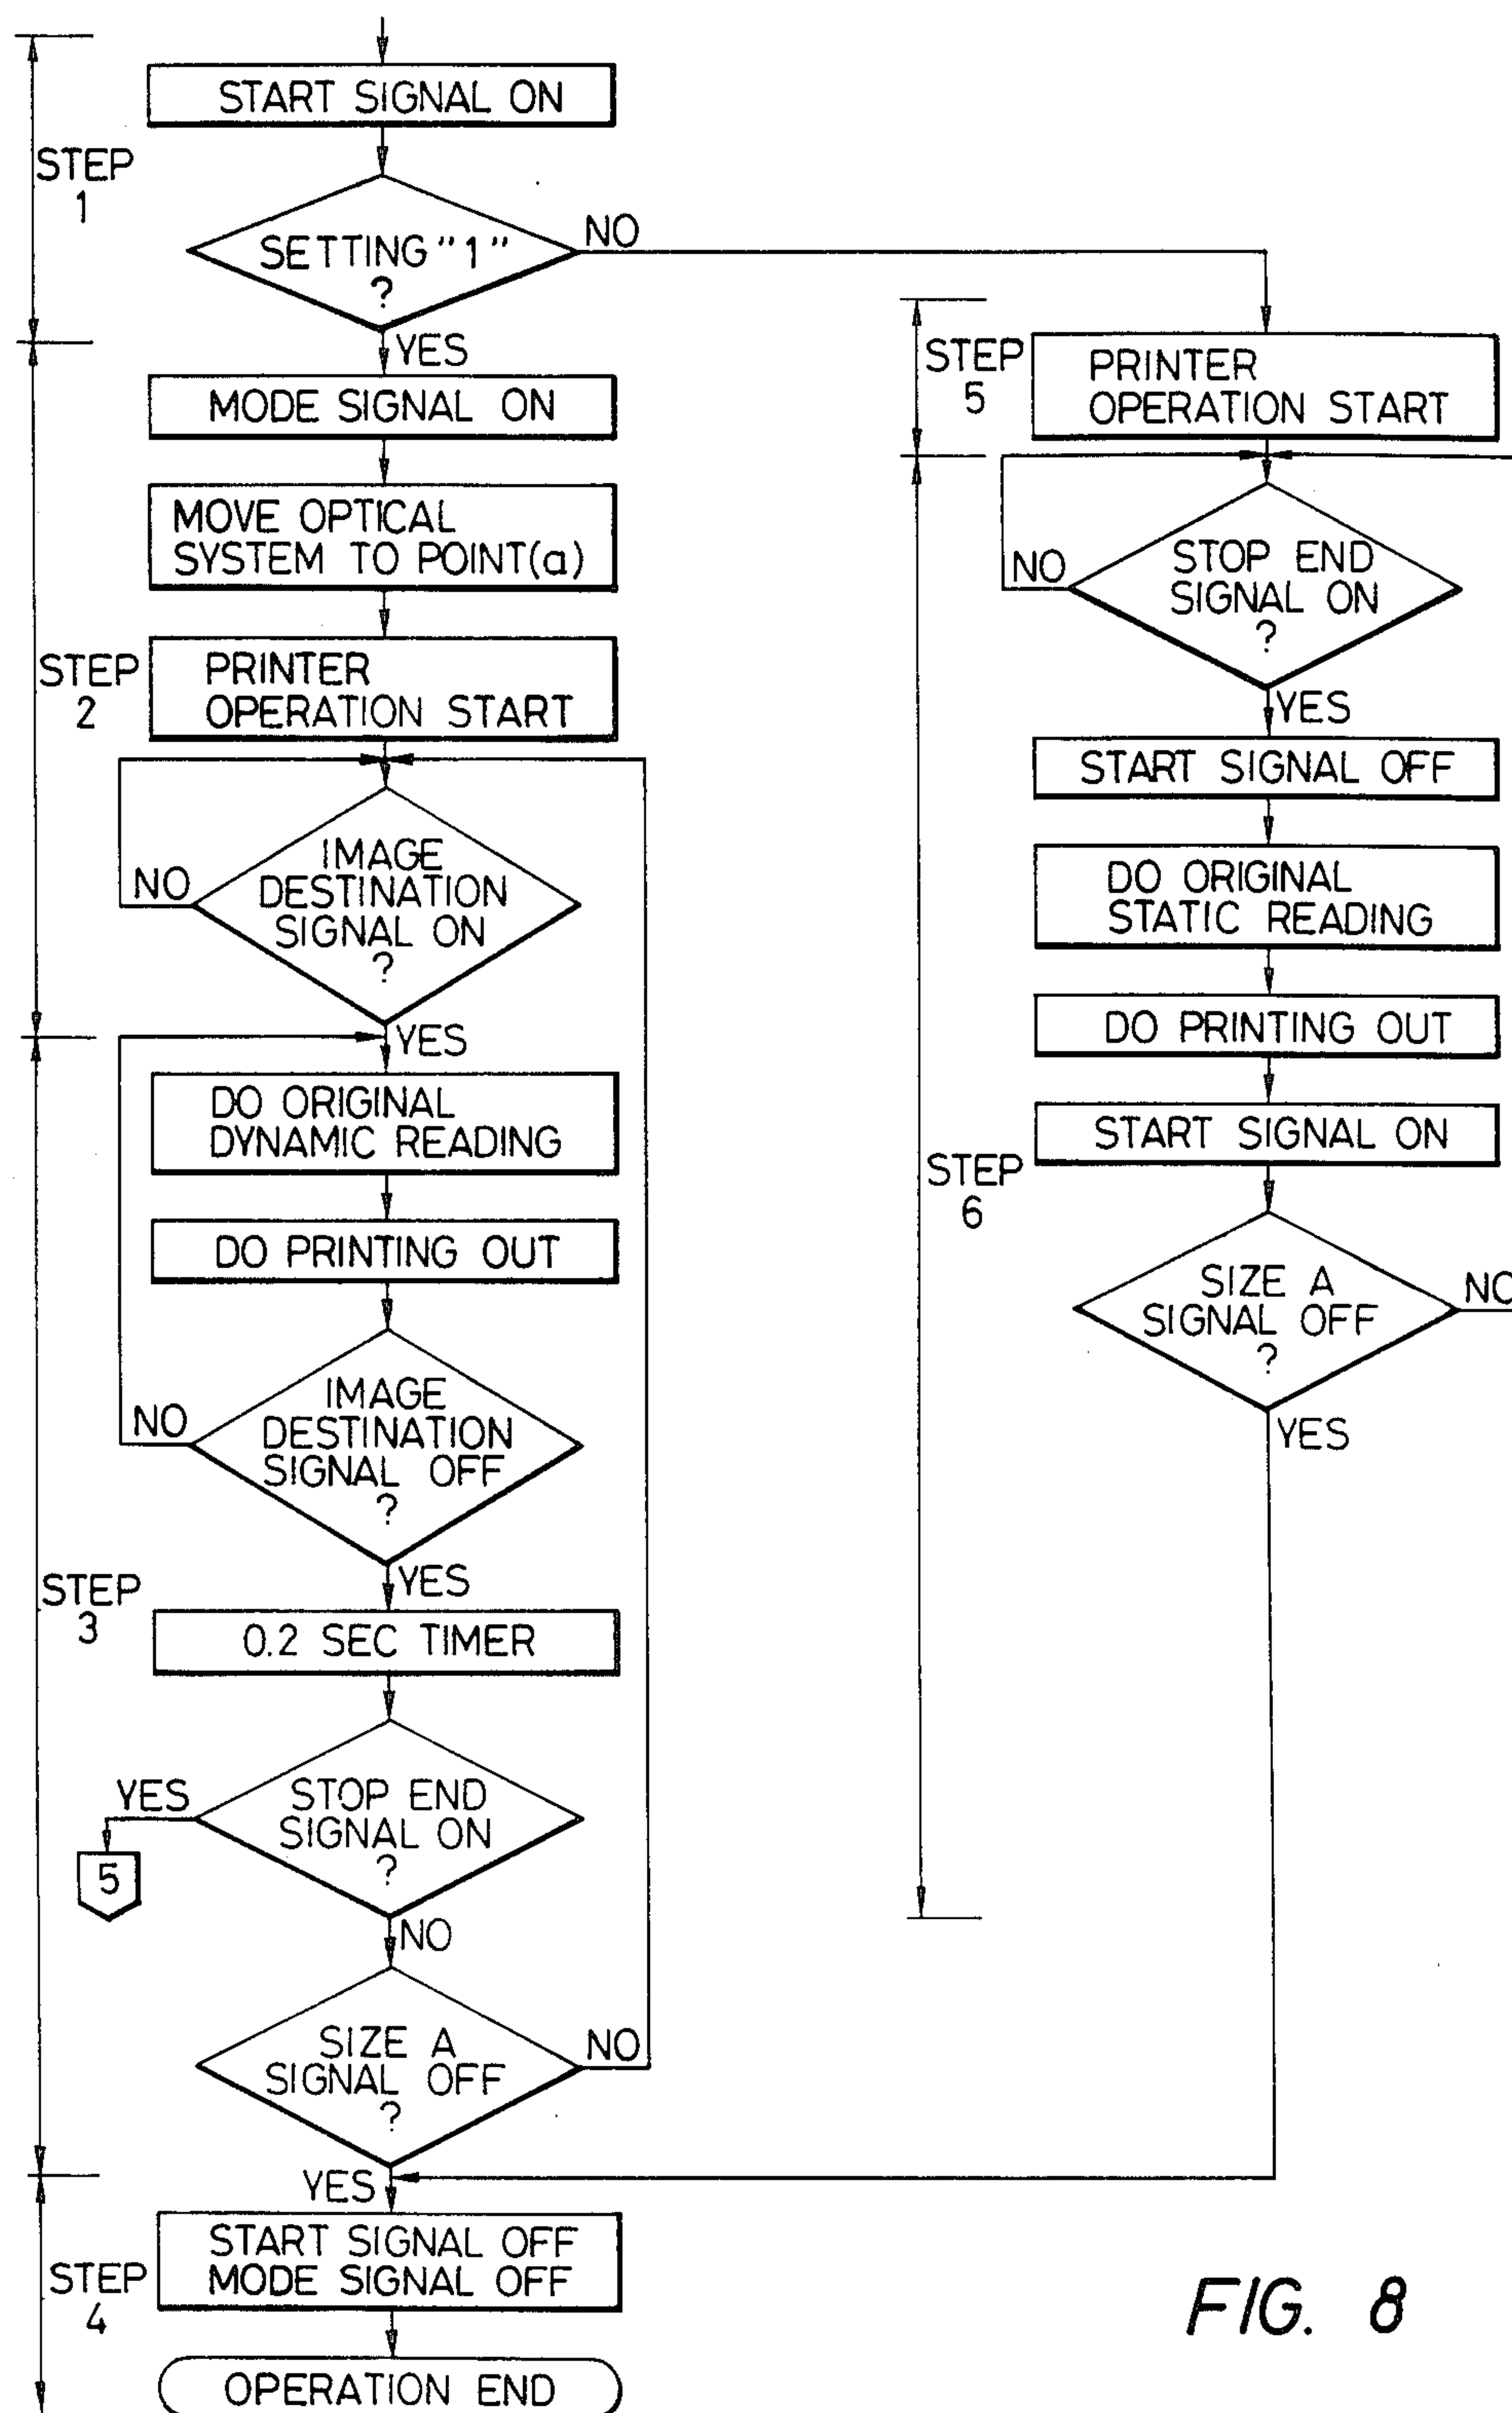 START SIGNAL ON
STEP
1
SETTING "1"
?
NO
YES
MODE SIGNAL ON
MOVE OPTICAL
SYSTEM TO POINT(a)
STEP
2
PRINTER
OPERATION START
IMAGE
DESTINATION
SIGNAL ON
?
NO
YES
DO ORIGINAL
DYNAMIC READING
DO PRINTING OUT
IMAGE
DESTINATION
SIGNAL OFF
?
NO
YES
STEP
3
0.2 SEC TIMER
STOP END
SIGNAL ON
?
YES
5
NO
SIZE A
SIGNAL OFF
?
NO
YES
STEP
4
START SIGNAL OFF
MODE SIGNAL OFF
OPERATION END
STEP
5
PRINTER
OPERATION START
STOP END
SIGNAL ON
?
NO
YES
START SIGNAL OFF
DO ORIGINAL
STATIC READING
DO PRINTING OUT
START SIGNAL ON
STEP
6
SIZE A
SIGNAL OFF
?
NO
YES
FIG. 8